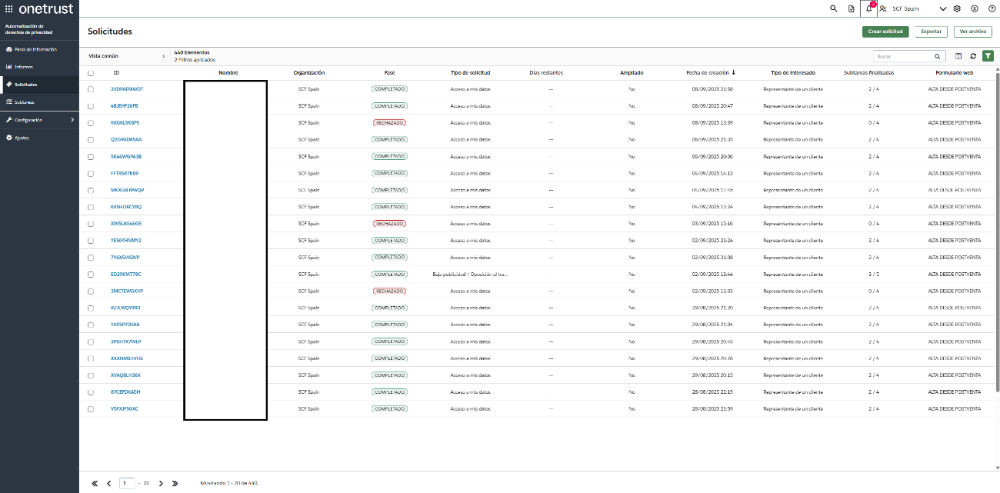 onetrust
2
SCF Spain
Automatización de
derechos de privacidad
Panel de información
Informes
Solicitudes
Subtareas
Configuración
Ajustes
Solicitudes
Crear solicitud Exportar Ver archivo
Vista común
440 Elementos
2 Filtros aplicados
Buscar
ID Nombre Organización Fase Tipo de solicitud Días restantes Ampliado Fecha de creación Tipo de interesado Subtareas finalizadas Formulario web
3VDPAEMWDT SCF Spain COMPLETADO Acceso a mis datos --- No 08/09/2025 21:58 Representante de un cliente 2 / 4 ALTA DESDE POSTVENTA
4BJEHF26FB SCF Spain COMPLETADO Acceso a mis datos --- No 08/09/2025 20:47 Representante de un cliente 2 / 4 ALTA DESDE POSTVENTA
KKG6LSKBPS SCF Spain RECHAZADO Acceso a mis datos --- No 08/09/2025 13:39 Representante de un cliente 0 / 4 ALTA DESDE POSTVENTA
Q2G9AD85AA SCF Spain COMPLETADO Acceso a mis datos --- No 06/09/2025 21:35 Representante de un cliente 2 / 4 ALTA DESDE POSTVENTA
5K46WGPA3B SCF Spain COMPLETADO Acceso a mis datos --- No 06/09/2025 20:06 Representante de un cliente 2 / 4 ALTA DESDE POSTVENTA
FFTRSR7K69 SCF Spain COMPLETADO Acceso a mis datos --- No 04/09/2025 14:13 Representante de un cliente 2 / 4 ALTA DESDE POSTVENTA
MKX48H9WQP SCF Spain COMPLETADO Acceso a mis datos --- No 04/09/2025 13:45 Representante de un cliente 2 / 4 ALTA DESDE POSTVENTA
6XN4DKCY8Q SCF Spain COMPLETADO Acceso a mis datos --- No 04/09/2025 13:24 Representante de un cliente 2 / 4 ALTA DESDE POSTVENTA
XW5L8G46G5 SCF Spain RECHAZADO Acceso a mis datos --- No 03/09/2025 15:16 Representante de un cliente 0 / 4 ALTA DESDE POSTVENTA
YES6YHNMY2 SCF Spain COMPLETADO Acceso a mis datos --- No 02/09/2025 21:24 Representante de un cliente 2 / 4 ALTA DESDE POSTVENTA
7Y6X5VXBVP SCF Spain COMPLETADO Acceso a mis datos --- No 02/09/2025 21:08 Representante de un cliente 2 / 4 ALTA DESDE POSTVENTA
ED29KM778C SCF Spain COMPLETADO Baja publicidad / Oposición al tra... --- No 02/09/2025 13:44 Representante de un cliente 3 / 5 ALTA DESDE POSTVENTA
3MCTEWGKVP SCF Spain RECHAZADO Acceso a mis datos --- No 02/09/2025 13:03 Representante de un cliente 0 / 4 ALTA DESDE POSTVENTA
RZJLWQYR93 SCF Spain COMPLETADO Acceso a mis datos --- No 29/08/2025 21:20 Representante de un cliente 2 / 4 ALTA DESDE POSTVENTA
YAP5PYD5K6 SCF Spain COMPLETADO Acceso a mis datos --- No 29/08/2025 21:04 Representante de un cliente 2 / 4 ALTA DESDE POSTVENTA
3P5H7X7WLP SCF Spain COMPLETADO Acceso a mis datos --- No 29/08/2025 20:45 Representante de un cliente 2 / 4 ALTA DESDE POSTVENTA
XXXNMSHVH5 SCF Spain COMPLETADO Acceso a mis datos --- No 29/08/2025 20:28 Representante de un cliente 2 / 4 ALTA DESDE POSTVENTA
XVAQ8LH36X SCF Spain COMPLETADO Acceso a mis datos --- No 29/08/2025 20:15 Representante de un cliente 2 / 4 ALTA DESDE POSTVENTA
8YCEFDKA5H SCF Spain COMPLETADO Acceso a mis datos --- No 28/08/2025 22:19 Representante de un cliente 2 / 4 ALTA DESDE POSTVENTA
V5FXJFSGKC SCF Spain COMPLETADO Acceso a mis datos --- No 28/08/2025 21:59 Representante de un cliente 2 / 4 ALTA DESDE POSTVENTA
1 - 22 Mostrando 1 - 20 de 440